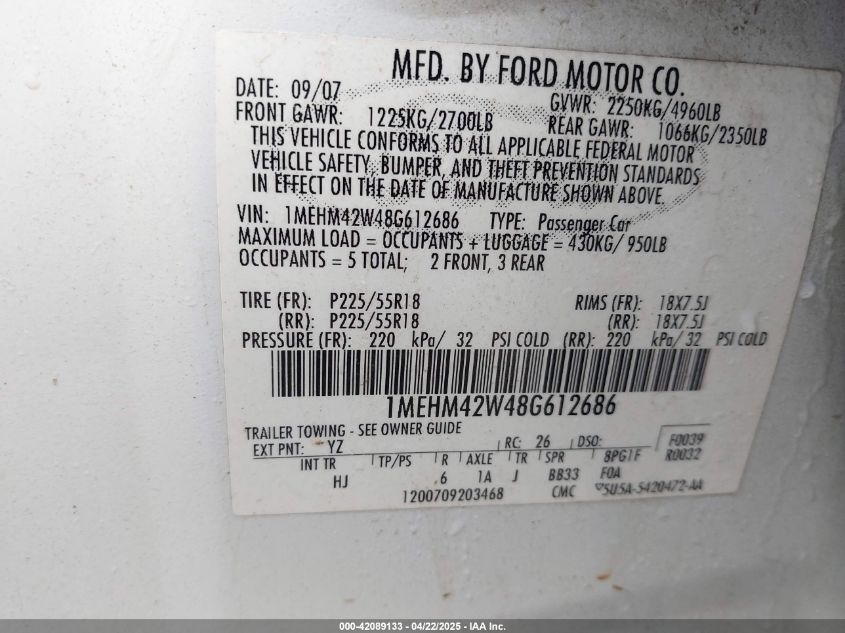 MFD. BY FORD MOTOR CO.
DATE: 09/07 GVWR: 2250KG/4960LB
FRONT GAWR: 1225KG/2700LB REAR GAWR: 1066KG/2350LB
THIS VEHICLE CONFORMS TO ALL APPLICABLE FEDERAL MOTOR
VEHICLE SAFETY, BUMPER, AND THEFT PREVENTION STANDARDS
IN EFFECT ON THE DATE OF MANUFACTURE SHOWN ABOVE.
VIN: 1MEHM42W48G612686 TYPE: Passenger Car
MAXIMUM LOAD = OCCUPANTS + LUGGAGE = 430KG/ 950LB
OCCUPANTS = 5 TOTAL; 2 FRONT, 3 REAR
TIRE (FR): P225/55R18 RIMS (FR): 18X7.5J
(RR): P225/55R18 (RR): 18X7.5J
PRESSURE (FR): 220 kPa/ 32 PSI COLD (RR): 220 kPa/ 32 PSI COLD
1MEHM42W48G612686
TRAILER TOWING - SEE OWNER GUIDE
EXT PNT: YZ RC: 26 DSO: F0039
INT TR TP/PS R AXLE TR SPR 8PG1F R0032
HJ 6 1A J BB33 F0A
1200709203468 CMC 5U5A-5420472-AA
000-42089133 - 04/22/2025 - IAA Inc.